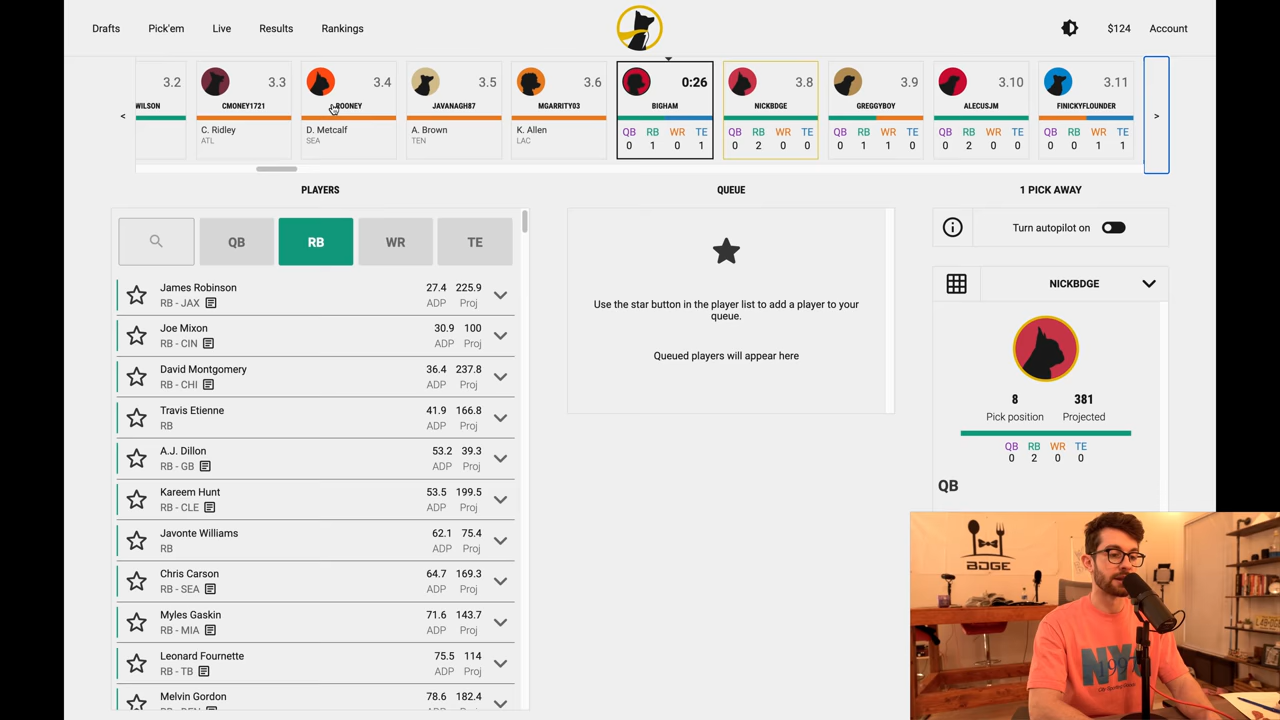 Drafts Pick'em Live Results Rankings $124 Account
3.2 3.3 3.4 3.5 3.6 0:26 3.8 3.9 3.10 3.11
WILSON CMONEY1721 ROONEY JAVANAGH87 MGARRITY03 BIGHAM NICKBDGE GREGGYBOY ALECUSJM FINICKYFLOUNDER
C. Ridley D. Metcalf A. Brown K. Allen QB RB WR TE QB RB WR TE QB RB WR TE QB RB WR TE QB RB WR TE
ATL SEA TEN LAC 0 1 0 1 0 2 0 0 0 1 1 0 0 2 0 0 0 0 1 1
< >
PLAYERS
QB RB WR TE
James Robinson 27.4 225.9
RB - JAX ADP Proj
Joe Mixon 30.9 100
RB - CIN ADP Proj
David Montgomery 36.4 237.8
RB - CHI ADP Proj
Travis Etienne 41.9 166.8
RB ADP Proj
A.J. Dillon 53.2 39.3
RB - GB ADP Proj
Kareem Hunt 53.5 199.5
RB - CLE ADP Proj
Javonte Williams 62.1 75.4
RB ADP Proj
Chris Carson 64.7 169.3
RB - SEA ADP Proj
Myles Gaskin 71.6 143.7
RB - MIA ADP Proj
Leonard Fournette 75.5 114
RB - TB ADP Proj
Melvin Gordon 78.6 182.4
QUEUE
Use the star button in the player list to add a player to your
queue.
Queued players will appear here
1 PICK AWAY
Turn autopilot on
NICKBDGE
8 381
Pick position Projected
QB RB WR TE
0 2 0 0
QB
BDGE
NYC
1997